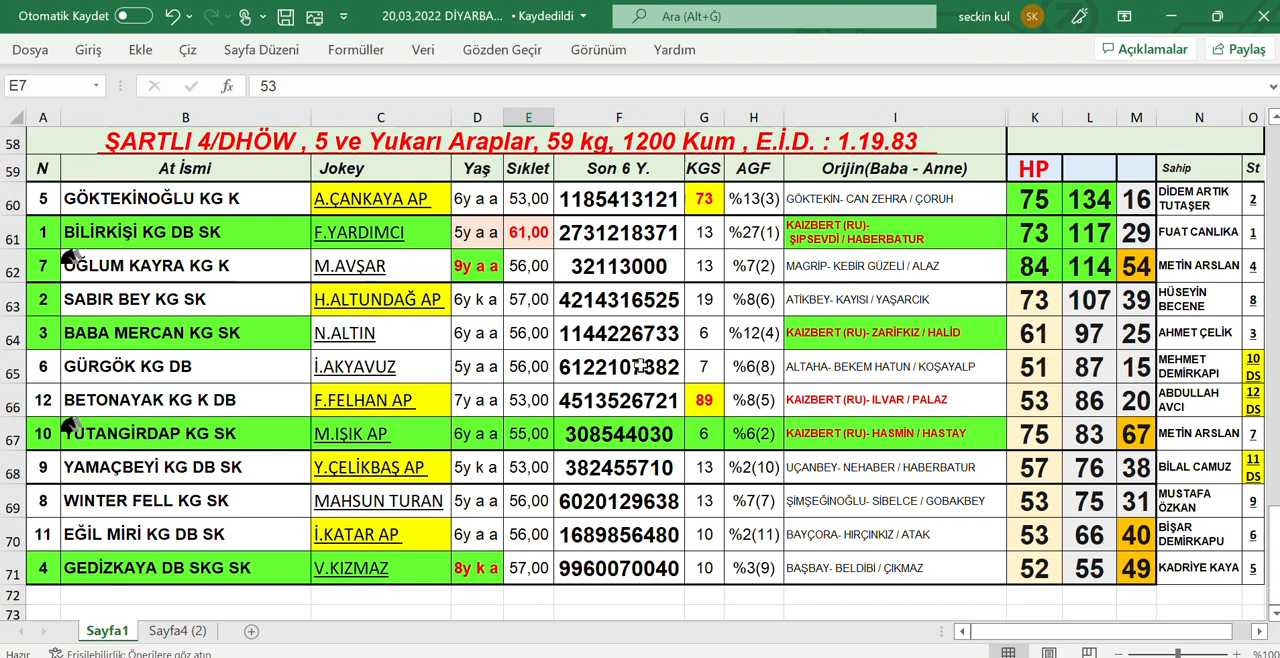 Otomatik Kaydet
20,03,2022 DİYARBA... • Kaydedildi
Ara (Alt+Ğ)
seckin kul
SK
Dosya Giriş Ekle Çiz Sayfa Düzeni Formüller Veri Gözden Geçir Görünüm Yardım
Açıklamalar
Paylaş
E7
fx
53
A B C D E F G H I K L M N O
58 ŞARTLI 4/DHÖW , 5 ve Yukarı Araplar, 59 kg, 1200 Kum , E.İ.D. : 1.19.83
59 N At İsmi Jokey Yaş Sıklet Son 6 Y. KGS AGF Orijin(Baba - Anne) HP Sahip St
60 5 GÖKTEKİNOĞLU KG K A.ÇANKAYA AP 6y a a 53,00 1185413121 73 %13(3) GÖKTEKİN- CAN ZEHRA / ÇORUH 75 134 16 DİDEM ARTIK TUTAŞER 2
61 1 BİLİRKİŞİ KG DB SK F.YARDIMCI 5y a a 61,00 2731218371 13 %27(1) KAIZBERT (RU)- ŞIPSEVDİ / HABERBATUR 73 117 29 FUAT CANLIKA 1
62 7 OĞLUM KAYRA KG K M.AVŞAR 9y a a 56,00 32113000 13 %7(2) MAGRİP- KEBİR GÜZELİ / ALAZ 84 114 54 METİN ARSLAN 4
63 2 SABIR BEY KG SK H.ALTUNDAĞ AP 6y k a 57,00 4214316525 19 %8(6) ATİKBEY- KAYISI / YAŞARCIK 73 107 39 HÜSEYİN BECENE 8
64 3 BABA MERCAN KG SK N.ALTIN 6y a a 56,00 1144226733 6 %12(4) KAIZBERT (RU)- ZARİFKIZ / HALİD 61 97 25 AHMET ÇELİK 3
65 6 GÜRGÖK KG DB İ.AKYAVUZ 6y a a 56,00 6122107382 7 %6(8) ALTAHA- BEKEM HATUN / KOŞAYALP 51 87 15 MEHMET DEMİRKAPI 10 DS
66 12 BETONAYAK KG K DB F.FELHAN AP 7y a a 53,00 4513526721 89 %8(5) KAIZBERT (RU)- ILVAR / PALAZ 53 86 20 ABDULLAH AVCI 12 DS
67 10 TUTANGİRDAP KG SK M.IŞIK AP 6y a a 55,00 308544030 6 %6(2) KAIZBERT (RU)- HASMİN / HASTAY 75 83 67 METİN ARSLAN 7
68 9 YAMAÇBEYİ KG DB SK Y.ÇELİKBAŞ AP 5y k a 53,00 382455710 13 %2(10) UÇANBEY- NEHABER / HABERBATUR 57 76 38 BİLAL CAMUZ 11 DS
69 8 WINTER FELL KG SK MAHSUN TURAN 5y a a 56,00 6020129638 13 %7(7) ŞİMŞEĞİNOĞLU- SİBELCE / GOBAKBEY 53 75 31 MUSTAFA ÖZKAN 9
70 11 EĞİL MİRİ KG DB SK İ.KATAR AP 5y a a 56,00 1689856480 10 %2(11) BAYÇORA- HIRÇINKIZ / ATAK 53 66 40 BİŞAR DEMİRKAPU 6
71 4 GEDİZKAYA DB SKG SK V.KIZMAZ 8y k a 57,00 9960070040 10 %3(9) BAŞBAY- BELDİBİ / ÇIKMAZ 52 55 49 KADRİYE KAYA 5
72
73
Sayfa1 Sayfa4 (2)
Hazır Erişilebilirlik: Önerilere göz atın %100